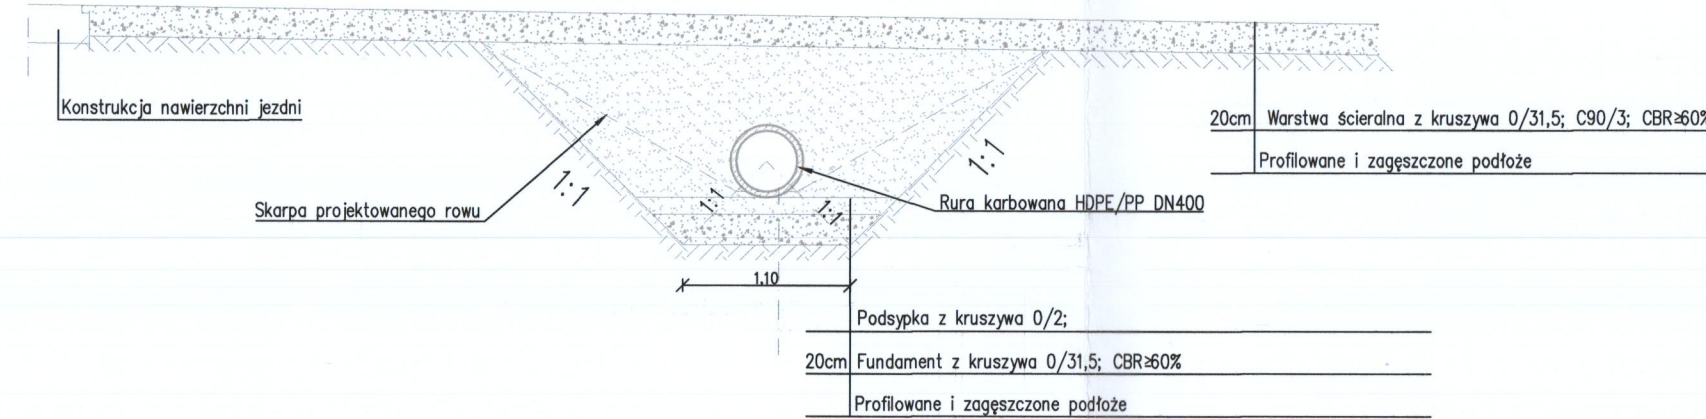 Konstrukcja nawierzchni jezdni
20cm Warstwa ścieralna z kruszywa 0/31,5; C90/3; CBR≥60%
Profilowane i zagęszczone podłoże
1:1
1:1
Skarpa projektowanego rowu
1:1
1:1
Rura karbowana HDPE/PP DN400
1,10
Podsypka z kruszywa 0/2;
20cm Fundament z kruszywa 0/31,5; CBR≥60%
Profilowane i zagęszczone podłoże